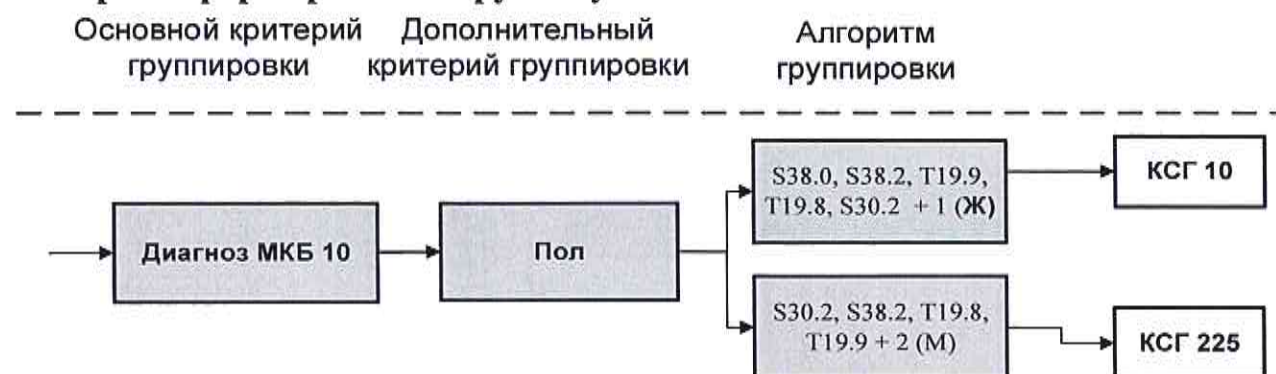 Основной критерий группировки
Дополнительный критерий группировки
Алгоритм группировки
Диагноз МКБ 10
Пол
S38.0, S38.2, T19.9,
T19.8, S30.2 + 1 (Ж)
КСГ 10
S30.2, S38.2, T19.8,
T19.9 + 2 (М)
КСГ 225